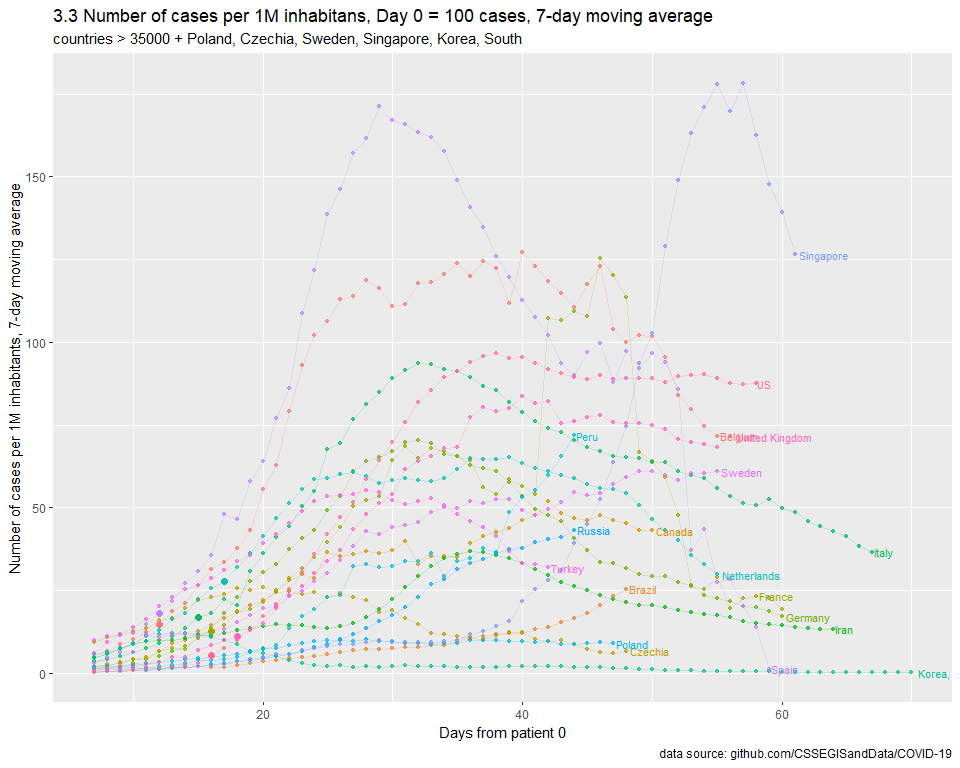 3.3 Number of cases per 1M inhabitans, Day 0 = 100 cases, 7-day moving average
countries > 35000 + Poland, Czechia, Sweden, Singapore, Korea, South
Number of cases per 1M inhabitants, 7-day moving average
150
100
50
0
Singapore
US
Peru
Belgium
United Kingdom
Sweden
Russia
Canada
Italy
Turkey
Netherlands
Brazil
France
Germany
Iran
Poland
Czechia
Spain
Korea,
20
40
60
Days from patient 0
data source: github.com/CSSEGISandData/COVID-19